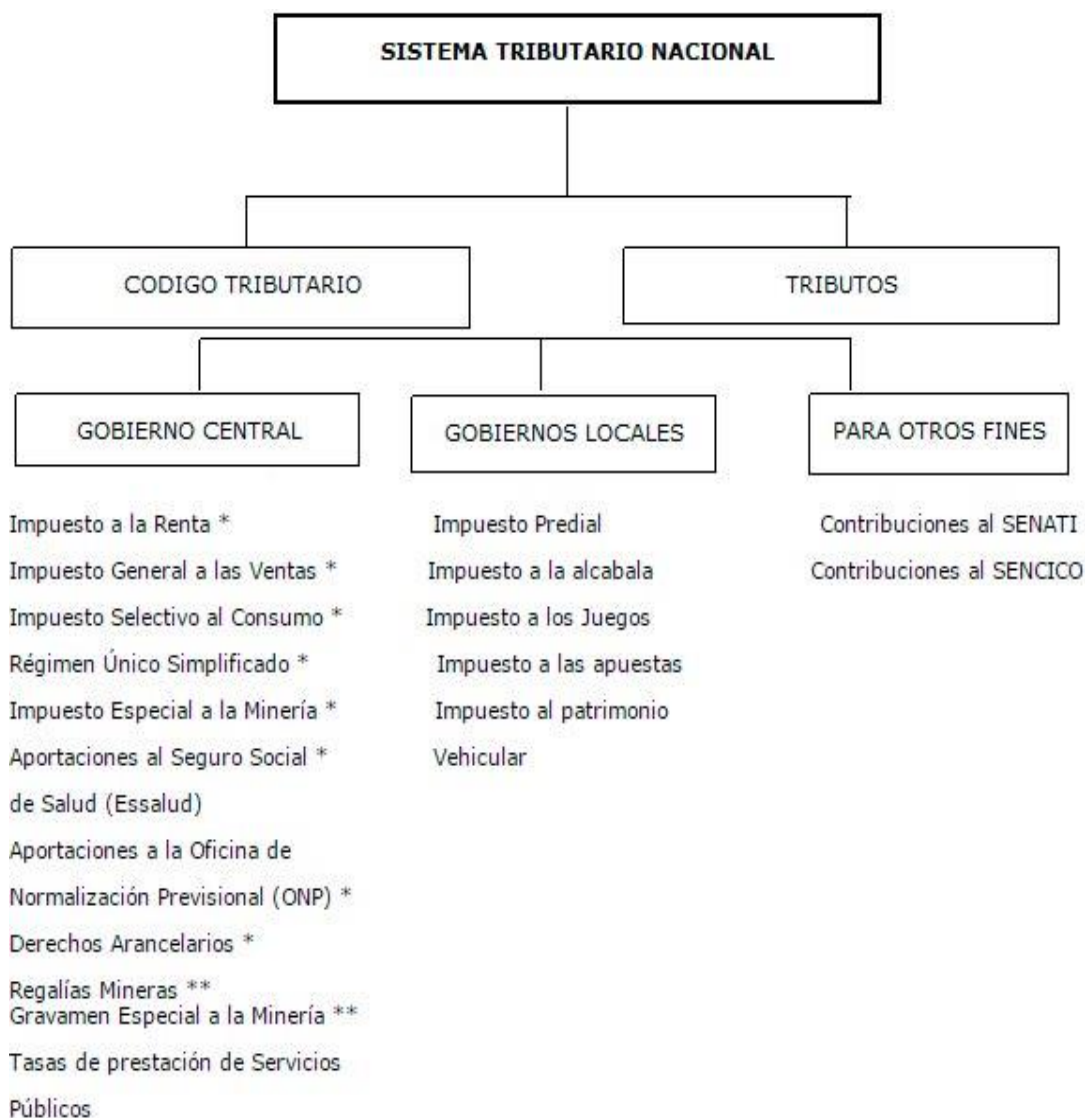 SISTEMA TRIBUTARIO NACIONAL
CODIGO TRIBUTARIO
TRIBUTOS
GOBIERNO CENTRAL
GOBIERNOS LOCALES
PARA OTROS FINES
Impuesto a la Renta *
Impuesto General a las Ventas *
Impuesto Selectivo al Consumo *
Régimen Único Simplificado *
Impuesto Especial a la Minería *
Aportaciones al Seguro Social *
de Salud (Essalud)
Aportaciones a la Oficina de
Normalización Previsional (ONP) *
Derechos Arancelarios *
Regalías Mineras **
Gravamen Especial a la Minería **
Tasas de prestación de Servicios
Públicos
Impuesto Predial
Impuesto a la alcabala
Impuesto a los Juegos
Impuesto a las apuestas
Impuesto al patrimonio
Vehicular
Contribuciones al SENATI
Contribuciones al SENCICO